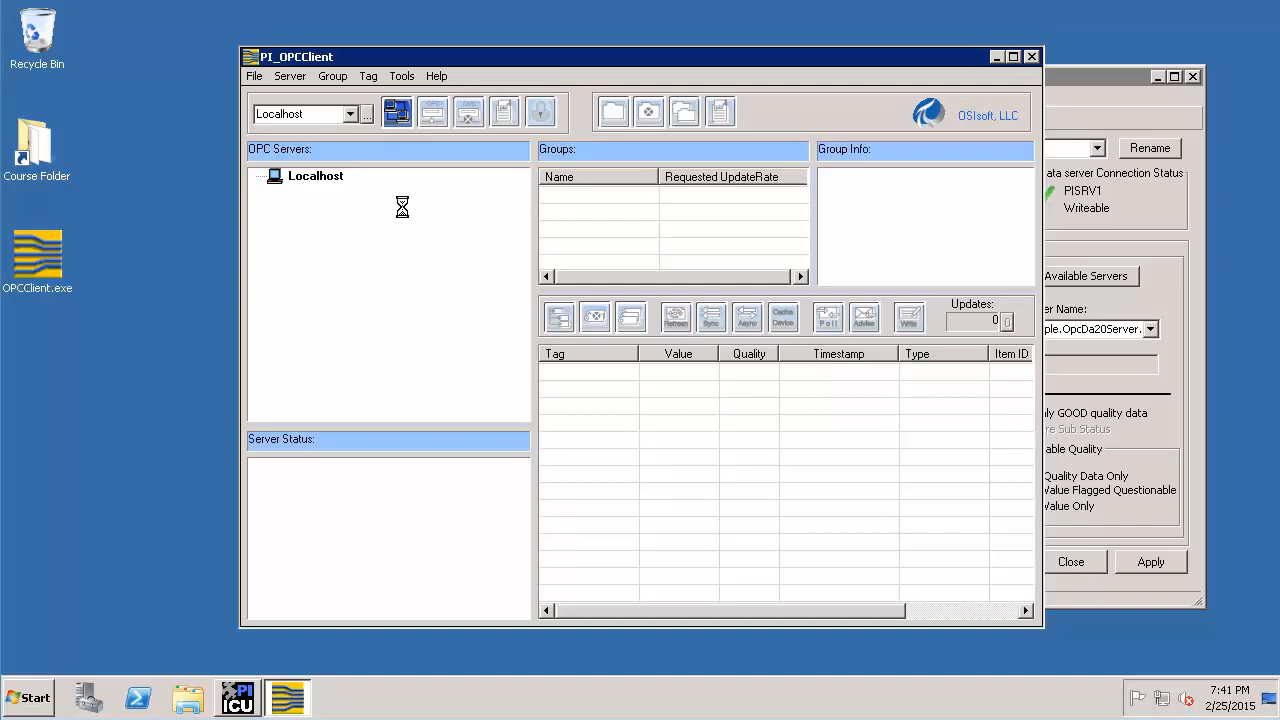 Recycle Bin
Course Folder
OPCClient.exe
PI_OPCClient
File Server Group Tag Tools Help
Localhost
...
OSIsoft, LLC
OPC Servers:
Groups:
Group Info:
Localhost
Name Requested UpdateRate
Refresh Sync Async Cache Device Poll Advise Write
Updates:
0
Tag Value Quality Timestamp Type Item ID
Server Status:
Rename
ata server Connection Status
PISRV1
Writeable
Available Servers
er Name:
ple.OpcDa20Server.
ly GOOD quality data
re Sub Status
able Quality
Quality Data Only
Value Flagged Questionable
Value Only
Close Apply
Start
PI
ICU
7:41 PM
2/25/2015